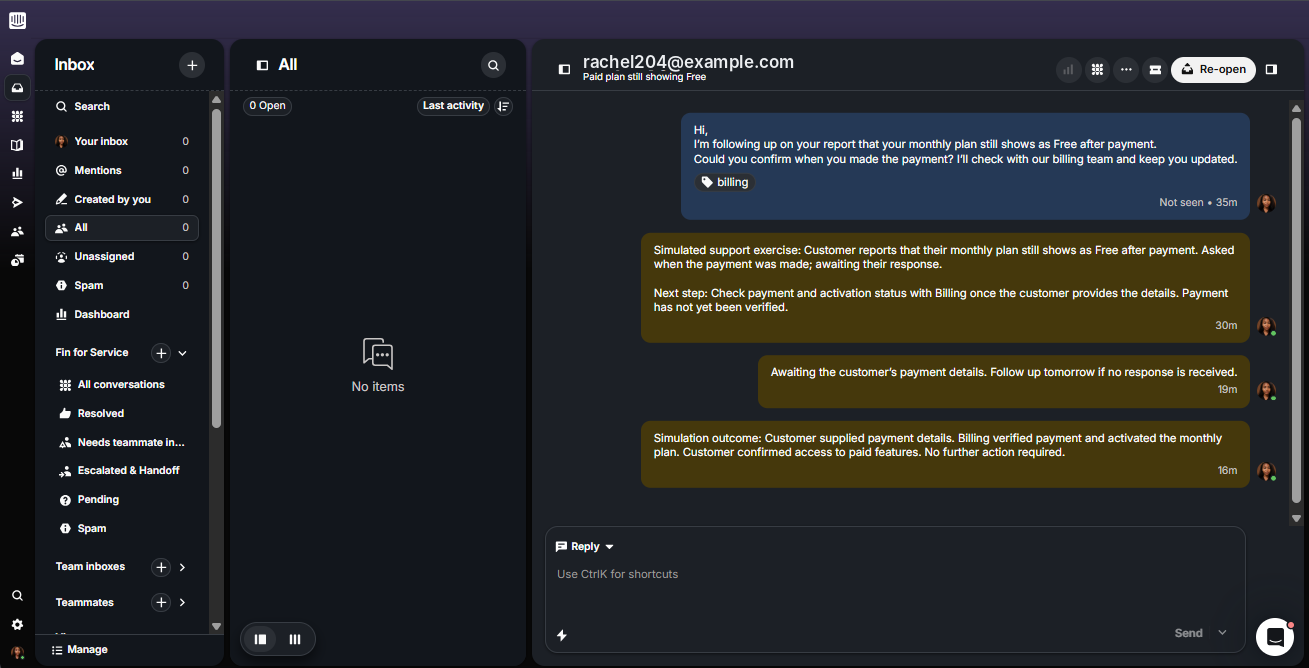 Inbox
Search
Your inbox 0
Mentions 0
Created by you 0
All 0
Unassigned 0
Spam 0
Dashboard
Fin for Service
All conversations
Resolved
Needs teammate in...
Escalated & Handoff
Pending
Spam
Team inboxes
Teammates
Manage
All
0 Open
Last activity
No items
rachel204@example.com
Paid plan still showing Free
Re-open
Hi,
I'm following up on your report that your monthly plan still shows as Free after payment.
Could you confirm when you made the payment? I'll check with our billing team and keep you updated.
billing
Not seen • 35m
Simulated support exercise: Customer reports that their monthly plan still shows as Free after payment. Asked
when the payment was made; awaiting their response.
Next step: Check payment and activation status with Billing once the customer provides the details. Payment
has not yet been verified.
30m
Awaiting the customer's payment details. Follow up tomorrow if no response is received.
19m
Simulation outcome: Customer supplied payment details. Billing verified payment and activated the monthly
plan. Customer confirmed access to paid features. No further action required.
16m
Reply
Use CtrlK for shortcuts
Send